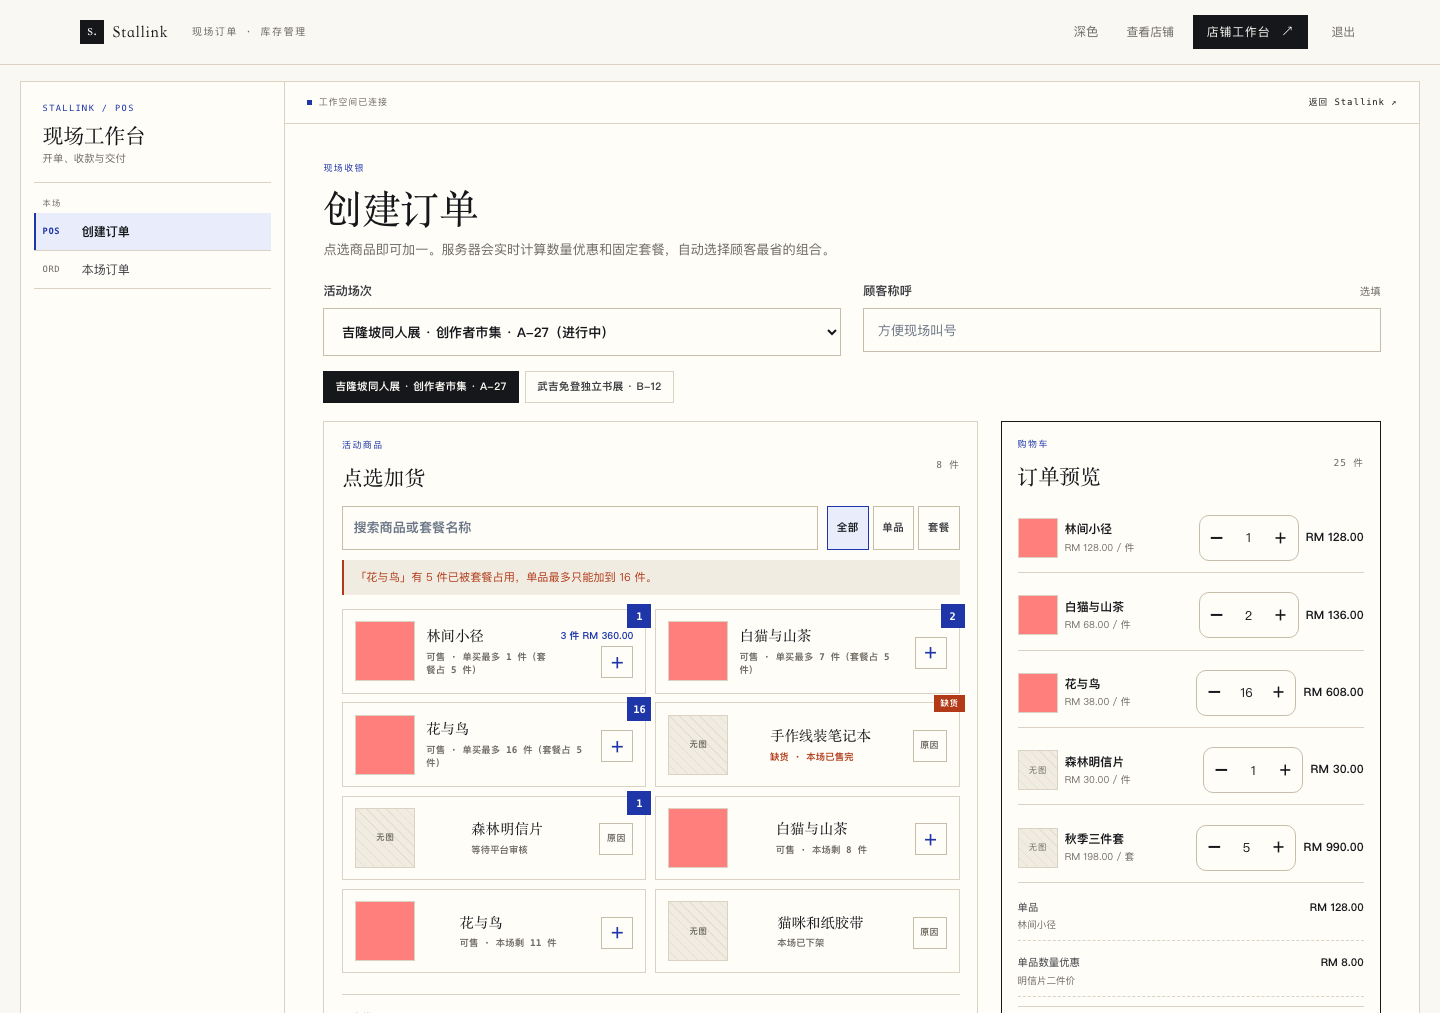 S. Stallink 现场订单 · 库存管理 深色 查看店铺 店铺工作台 ↗ 退出
STALLINK / POS
现场工作台
开单、收款与交付
本场
POS 创建订单
ORD 本场订单
工作空间已连接 返回 Stallink ↗
现场收银
创建订单
点选商品即可加一。服务器会实时计算数量优惠和固定套餐，自动选择顾客最省的组合。
活动场次
吉隆坡同人展 · 创作者市集 · A-27（进行中）
顾客称呼 选填
方便现场叫号
吉隆坡同人展 · 创作者市集 · A-27 武吉免登独立书展 · B-12
活动商品
点选加货
8 件
搜索商品或套餐名称 全部 单品 套餐
「花与鸟」有 5 件已被套餐占用，单品最多只能加到 16 件。
1
林间小径 3 件 RM 360.00
可售 · 单买最多 1 件（套
餐占 5 件）
+
2
白猫与山茶
可售 · 单买最多 7 件（套餐占 5
件）
+
16
花与鸟
可售 · 单买最多 16 件（套餐占 5
件）
+
缺货
无图
手作线装笔记本
缺货 · 本场已售完
原因
1
无图
森林明信片
等待平台审核
原因
白猫与山茶
可售 · 本场剩 8 件
+
花与鸟
可售 · 本场剩 11 件
+
无图
猫咪和纸胶带
本场已下架
原因
购物车
订单预览
25 件
林间小径
RM 128.00 / 件
− 1 + RM 128.00
白猫与山茶
RM 68.00 / 件
− 2 + RM 136.00
花与鸟
RM 38.00 / 件
− 16 + RM 608.00
无图
森林明信片
RM 30.00 / 件
− 1 + RM 30.00
无图
秋季三件套
RM 198.00 / 套
− 5 + RM 990.00
单品 RM 128.00
林间小径
单品数量优惠 RM 8.00
明信片二件价